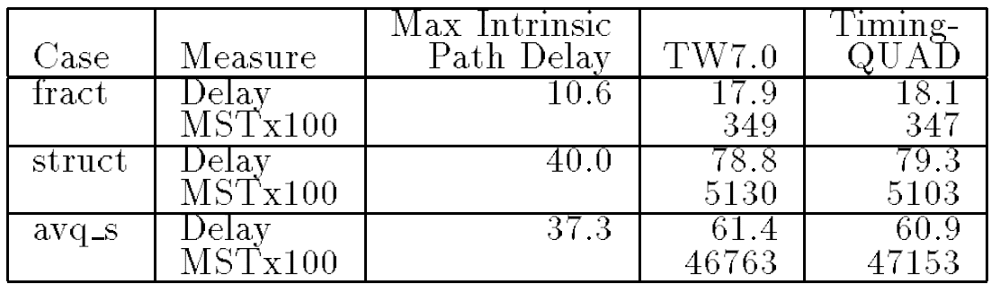 Max Intrinsic Timing-
Case Measure Path Delay TW7.0 QUAD
fract Delay 10.6 17.9 18.1
MSTx100 349 347
struct Delay 40.0 78.8 79.3
MSTx100 5130 5103
avq_s Delay 37.3 61.4 60.9
MSTx100 46763 47153